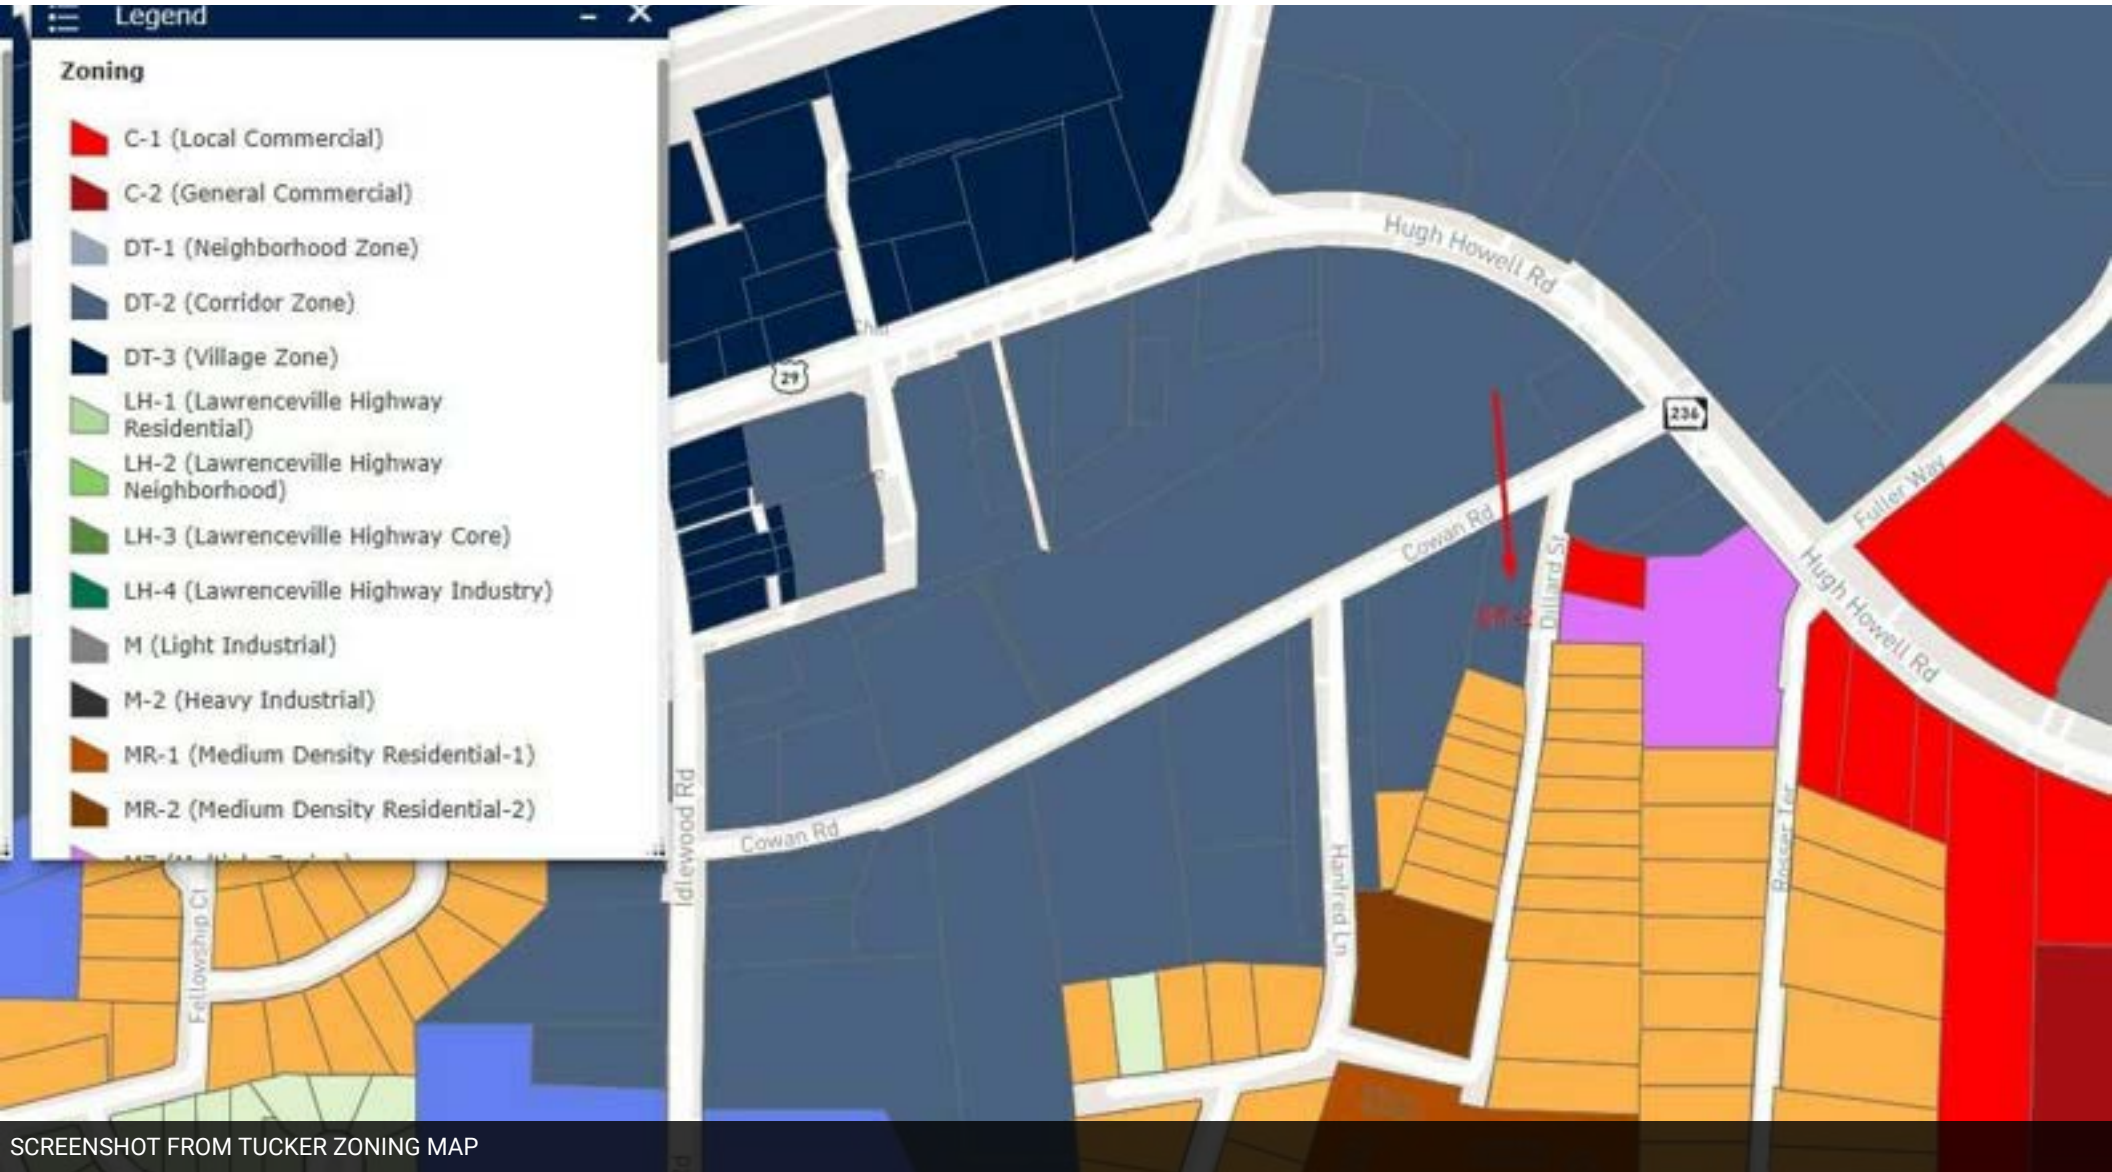 Legend
Zoning
C-1 (Local Commercial)
C-2 (General Commercial)
DT-1 (Neighborhood Zone)
DT-2 (Corridor Zone)
DT-3 (Village Zone)
LH-1 (Lawrenceville Highway
Residential)
LH-2 (Lawrenceville Highway
Neighborhood)
LH-3 (Lawrenceville Highway Core)
LH-4 (Lawrenceville Highway Industry)
M (Light Industrial)
M-2 (Heavy Industrial)
MR-1 (Medium Density Residential-1)
MR-2 (Medium Density Residential-2)
Hugh Howell Rd
29
236
Fuller Way
Cowan Rd
Dillard St
Hugh Howell Rd
Idlewood Rd
Cowan Rd
Hanfred Ln
Rosser Ter
Fellowship Ct
SCREENSHOT FROM TUCKER ZONING MAP